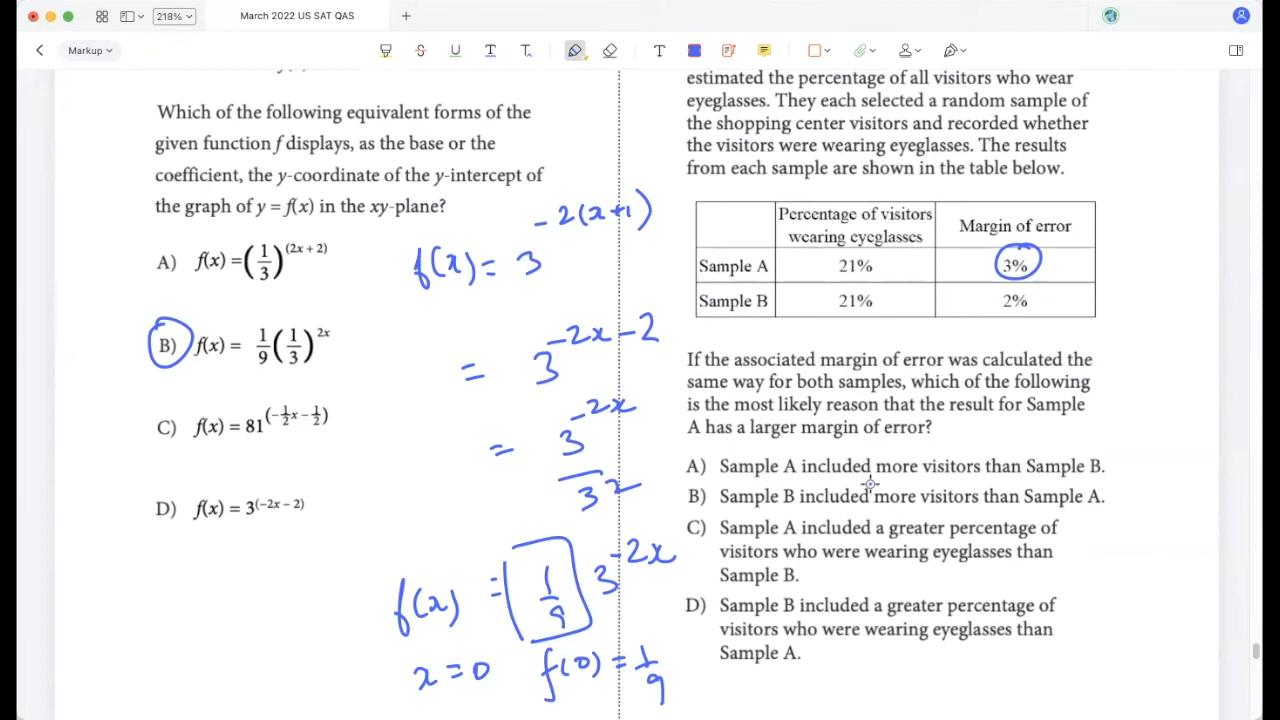 March 2022 US SAT QAS
218%
Markup
Which of the following equivalent forms of the
given function f displays, as the base or the
coefficient, the y-coordinate of the y-intercept of
the graph of y = f(x) in the xy-plane?
A) f(x) = (1/3)^(2x + 2)
B) f(x) = 1/9 (1/3)^2x
C) f(x) = 81^(-1/2x - 1/2)
D) f(x) = 3^(-2x - 2)
f(x) = 3^-2(x+1)
= 3^-2x-2
= 3^-2x / 3^2
f(x) = 1/9 3^-2x
x = 0 f(0) = 1/9
estimated the percentage of all visitors who wear
eyeglasses. They each selected a random sample of
the shopping center visitors and recorded whether
the visitors were wearing eyeglasses. The results
from each sample are shown in the table below.
Percentage of visitors wearing eyeglasses Margin of error
Sample A 21% 3%
Sample B 21% 2%
If the associated margin of error was calculated the
same way for both samples, which of the following
is the most likely reason that the result for Sample
A has a larger margin of error?
A) Sample A included more visitors than Sample B.
B) Sample B included more visitors than Sample A.
C) Sample A included a greater percentage of
visitors who were wearing eyeglasses than
Sample B.
D) Sample B included a greater percentage of
visitors who were wearing eyeglasses than
Sample A.